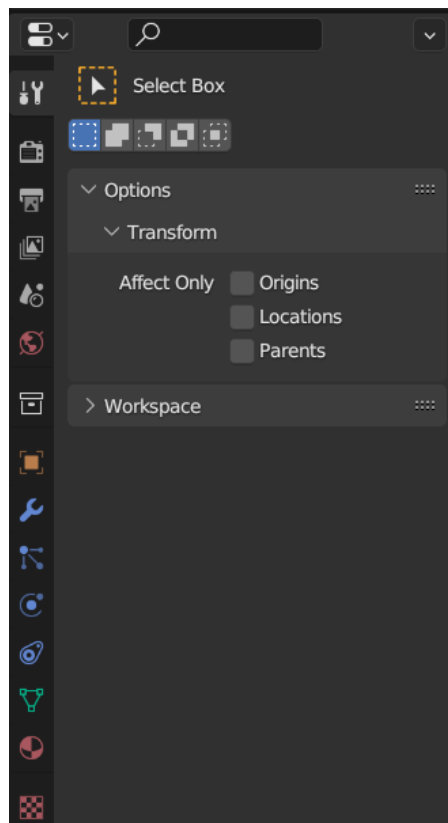 Select Box
Options
Transform
Affect Only Origins
Locations
Parents
Workspace